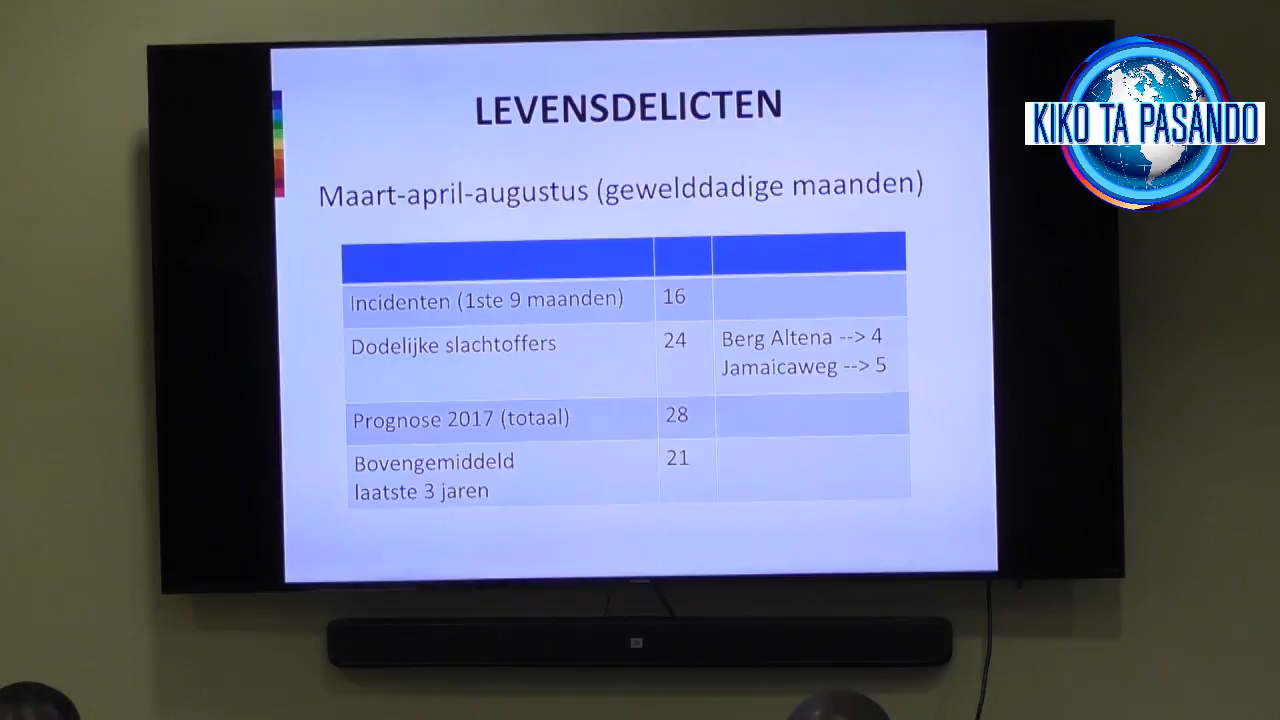 KIKO TA PASANDO
LEVENSDELICTEN
Maart-april-augustus (gewelddadige maanden)
Incidenten (1ste 9 maanden) 16
Dodelijke slachtoffers 24 Berg Altena --> 4
Jamaicaweg --> 5
Prognose 2017 (totaal) 28
Bovengemiddeld 21
laatste 3 jaren